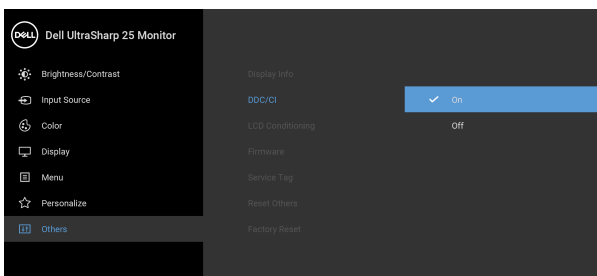 DELL Dell UltraSharp 25 Monitor
Brightness/Contrast Display Info
Input Source DDC/CI On
Color LCD Conditioning Off
Display Firmware
Menu Service Tag
Personalize Reset Others
Others Factory Reset